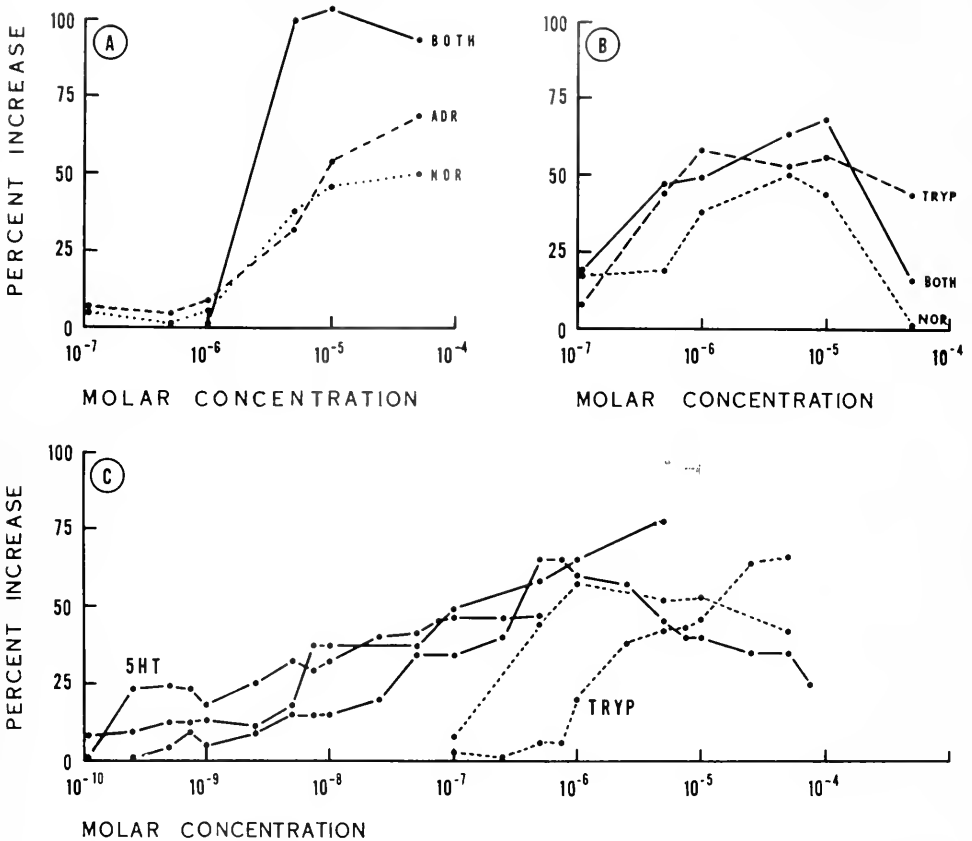 PERCENT INCREASE
100
75
50
25
0
A
BOTH
ADR
NOR
10-7
10-6
10-5
10-4
MOLAR CONCENTRATION
100
75
50
25
0
B
TRYP
BOTH
NOR
10-7
10-6
10-5
10-4
MOLAR CONCENTRATION
PERCENT INCREASE
100
75
50
25
0
C
5HT
TRYP
10-10
10-9
10-8
10-7
10-6
10-5
10-4
MOLAR CONCENTRATION